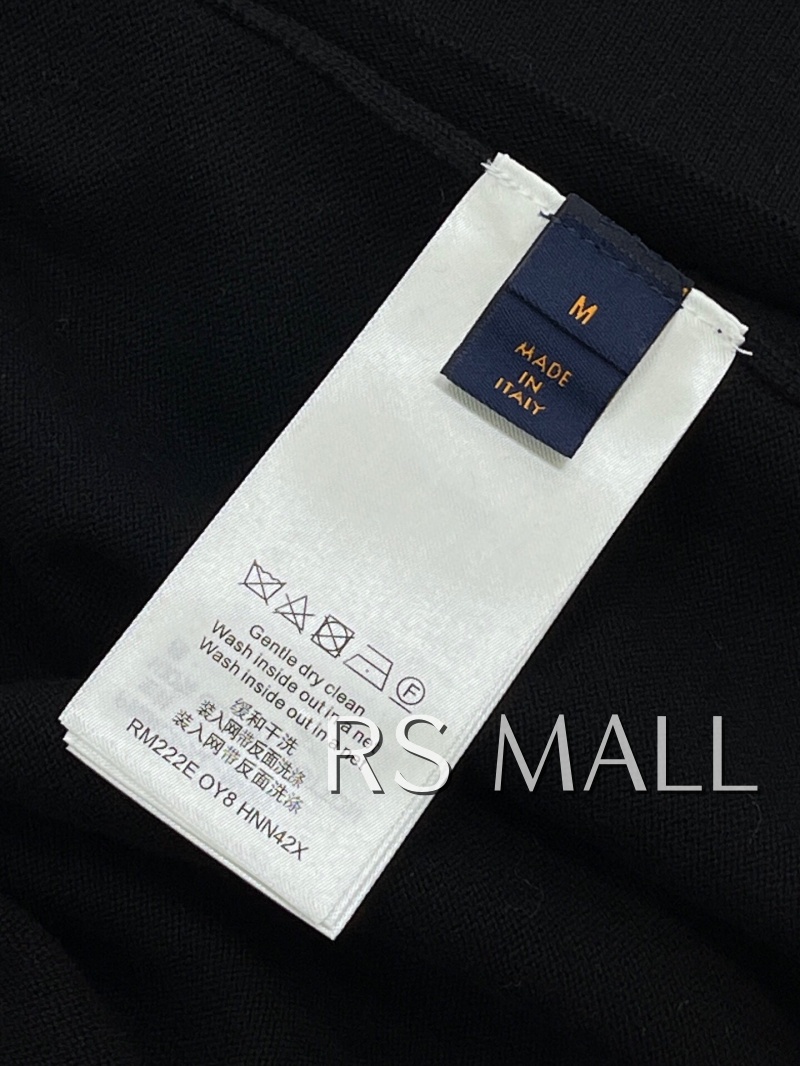 M
MADE
IN
ITALY
F
Gentle dry clean
Wash inside out in a net
Wash inside out in a net
缓和干洗
装入网带反面洗涤
装入网带反面洗涤
RM222E OY8 HNN42X
RS MALL